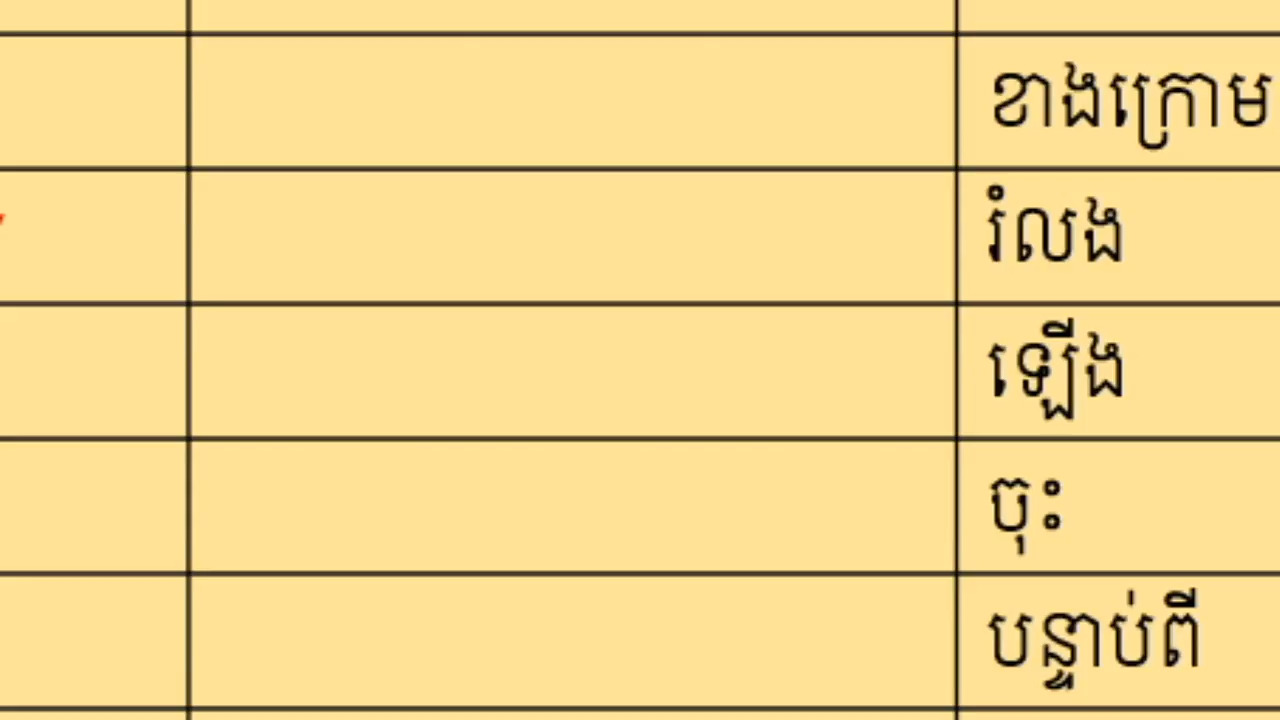 ខាងក្រោម
រំលង
ឡើង
ចុះ
បន្ទាប់ពី